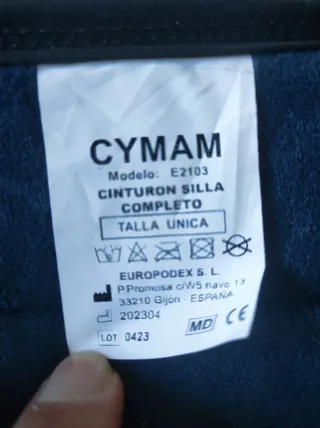 CYMAM
Modelo: E2103
CINTURON SILLA
COMPLETO
TALLA UNICA
EUROPODEX S. L.
P.Promosa c/W5 nave 13
33210 Gijón - ESPAÑA
202304
LOT 0423 MD CE